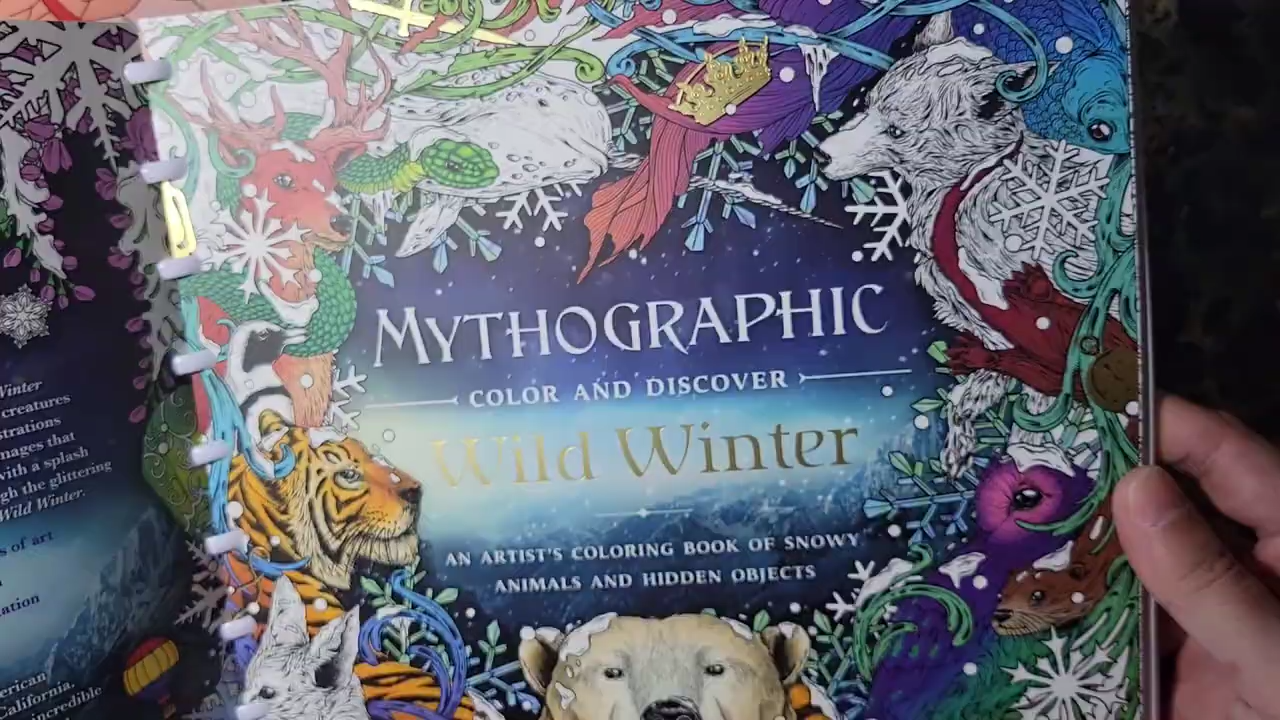 Winter
creatures
strations
mages that
with a splash
gh the glittering
Wild Winter.
s of art
ation
erican
California,
incredible
MYTHOGRAPHIC
COLOR AND DISCOVER
Wild Winter
AN ARTIST'S COLORING BOOK OF SNOWY
ANIMALS AND HIDDEN OBJECTS